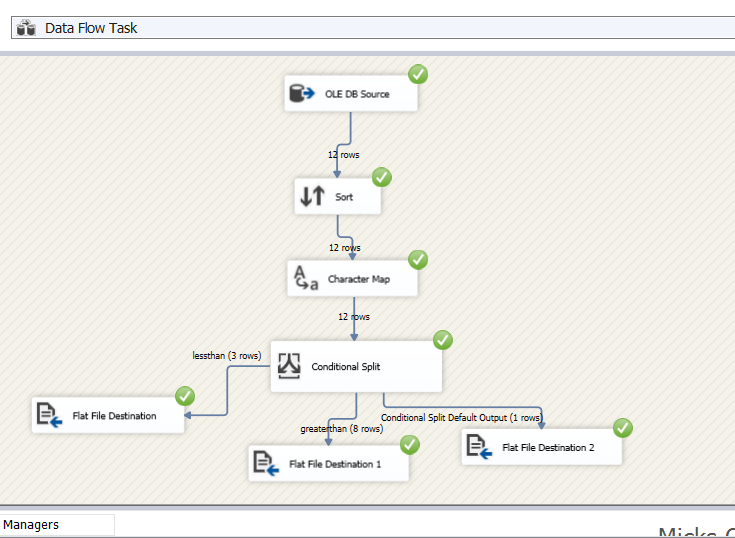 Data Flow Task
OLE DB Source
12 rows
Sort
12 rows
Character Map
12 rows
Conditional Split
lessthan (3 rows)
Flat File Destination
greaterthan (8 rows)
Flat File Destination 1
Conditional Split Default Output (1 rows)
Flat File Destination 2
Managers